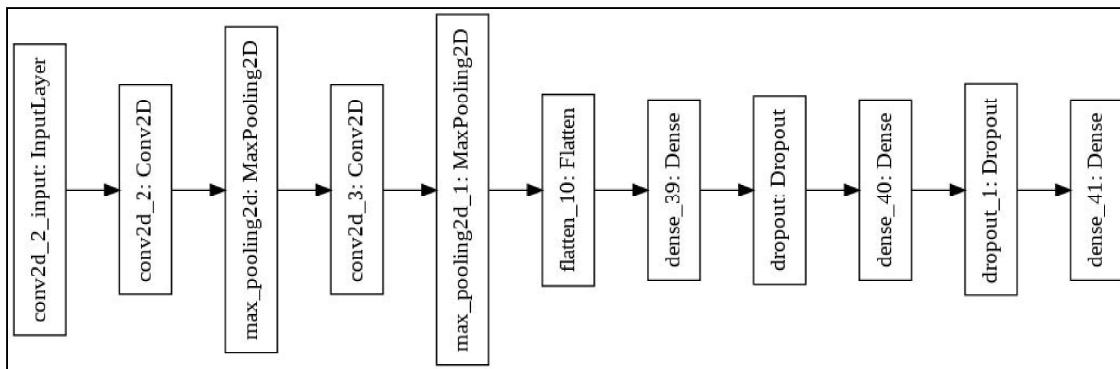 conv2d_2_input: InputLayer
conv2d_2: Conv2D
max_pooling2d: MaxPooling2D
conv2d_3: Conv2D
max_pooling2d_1: MaxPooling2D
flatten_10: Flatten
dense_39: Dense
dropout: Dropout
dense_40: Dense
dropout_1: Dropout
dense_41: Dense